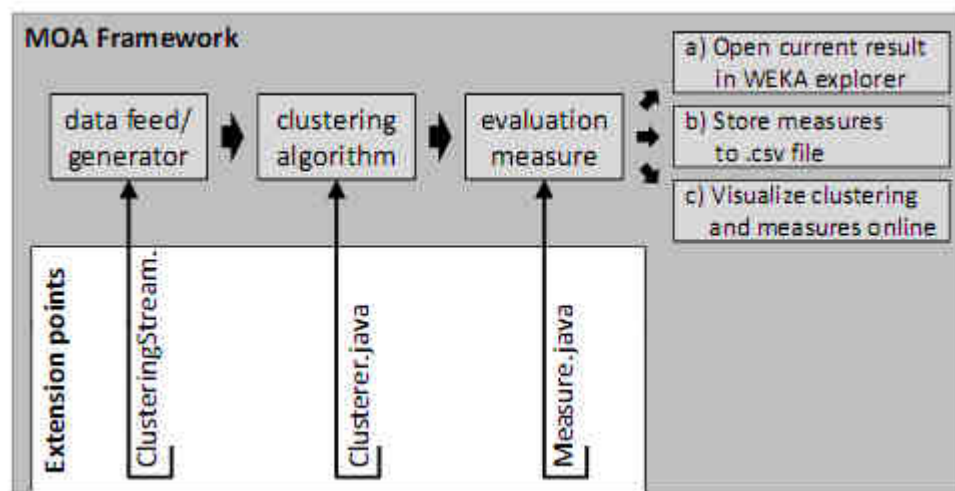 MOA Framework
data feed/
generator
clustering
algorithm
evaluation
measure
a) Open current result
in WEKA explorer
b) Store measures
to .csv file
c) Visualize clustering
and measures online
Extension points
ClusteringStream.
Clusterer.java
Measure.java